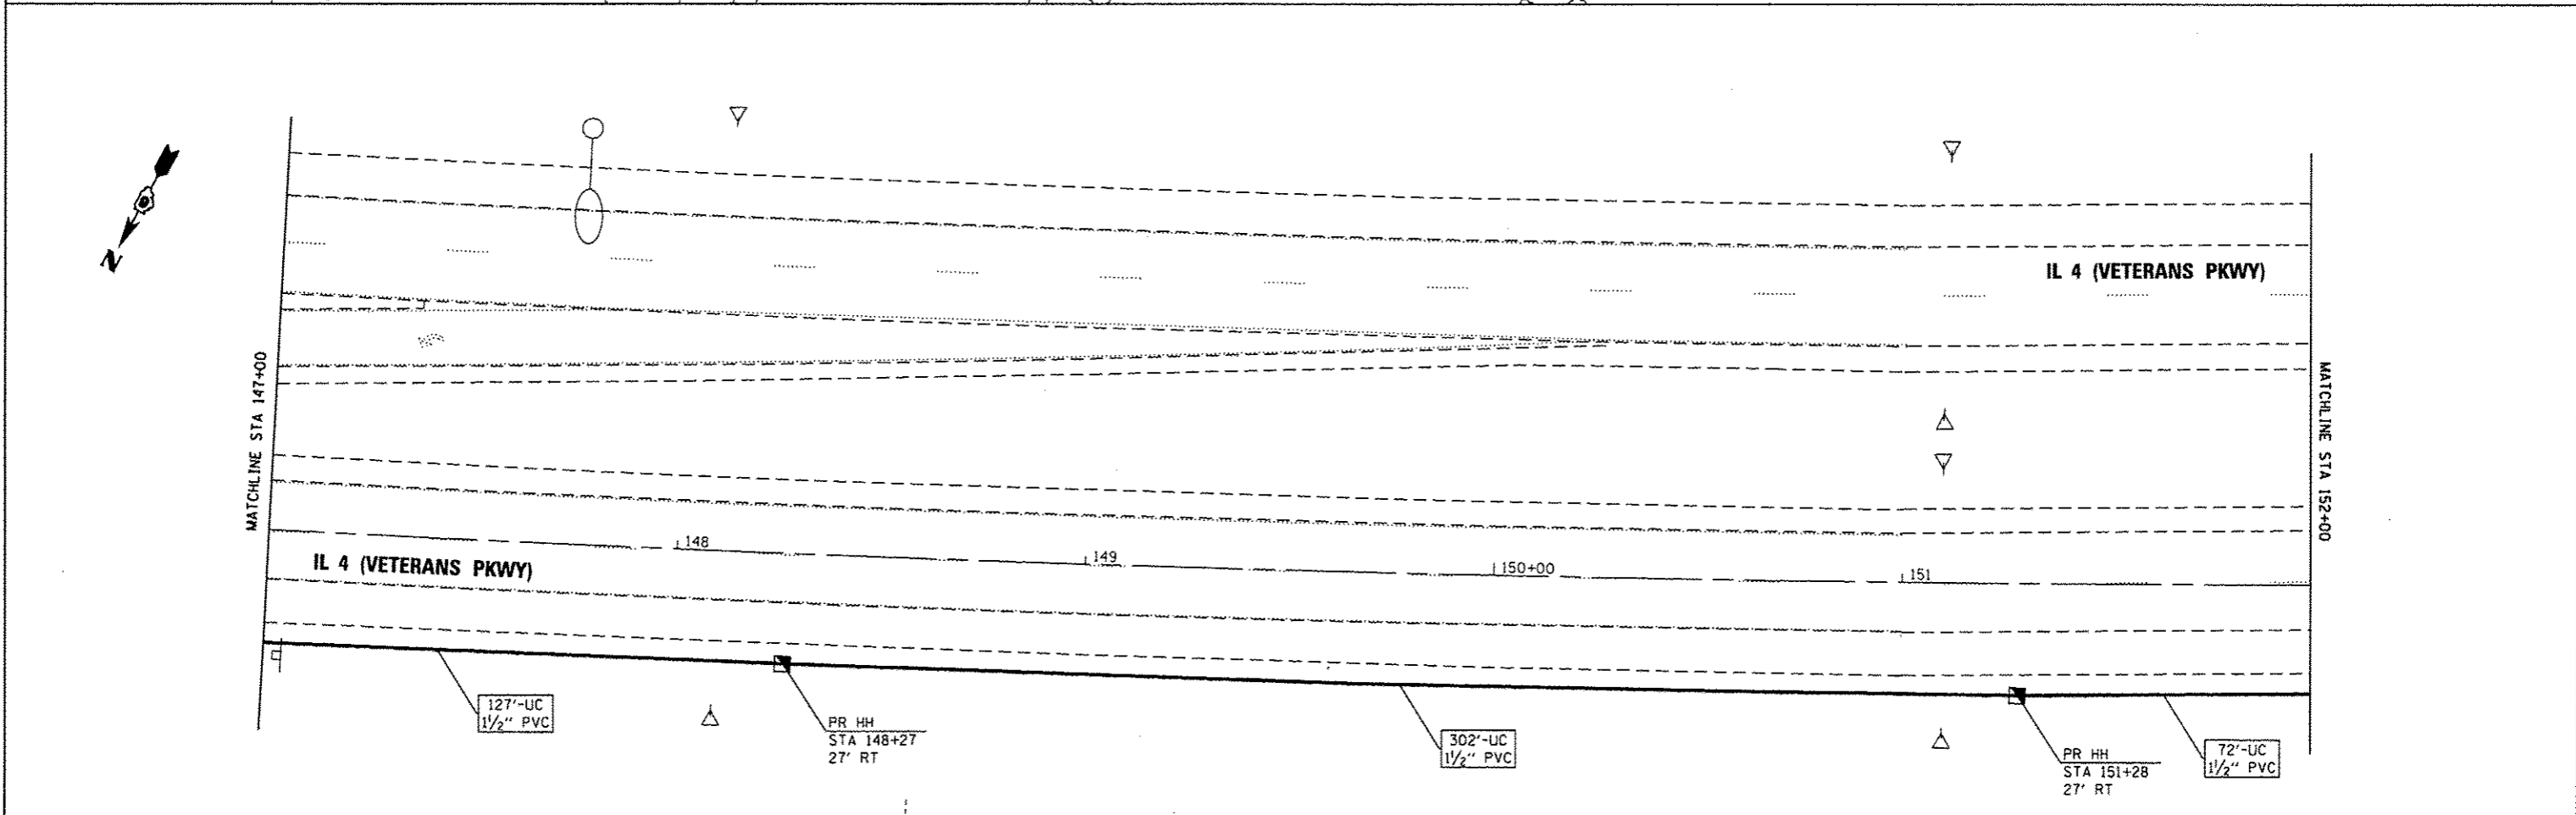 N
IL 4 (VETERANS PKWY)
MATCHLINE STA 147+00
MATCHLINE STA 152+00
148
149
150+00
151
IL 4 (VETERANS PKWY)
127'-UC
1½" PVC
PR HH
STA 148+27
27' RT
302'-UC
1½" PVC
PR HH
STA 151+28
27' RT
72'-UC
1½" PVC